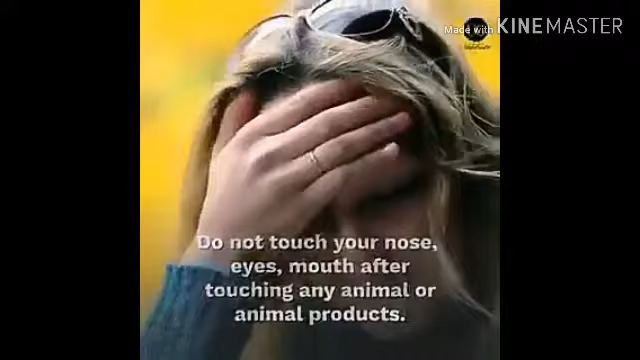 Made with KINEMASTER
Do not touch your nose,
eyes, mouth after
touching any animal or
animal products.